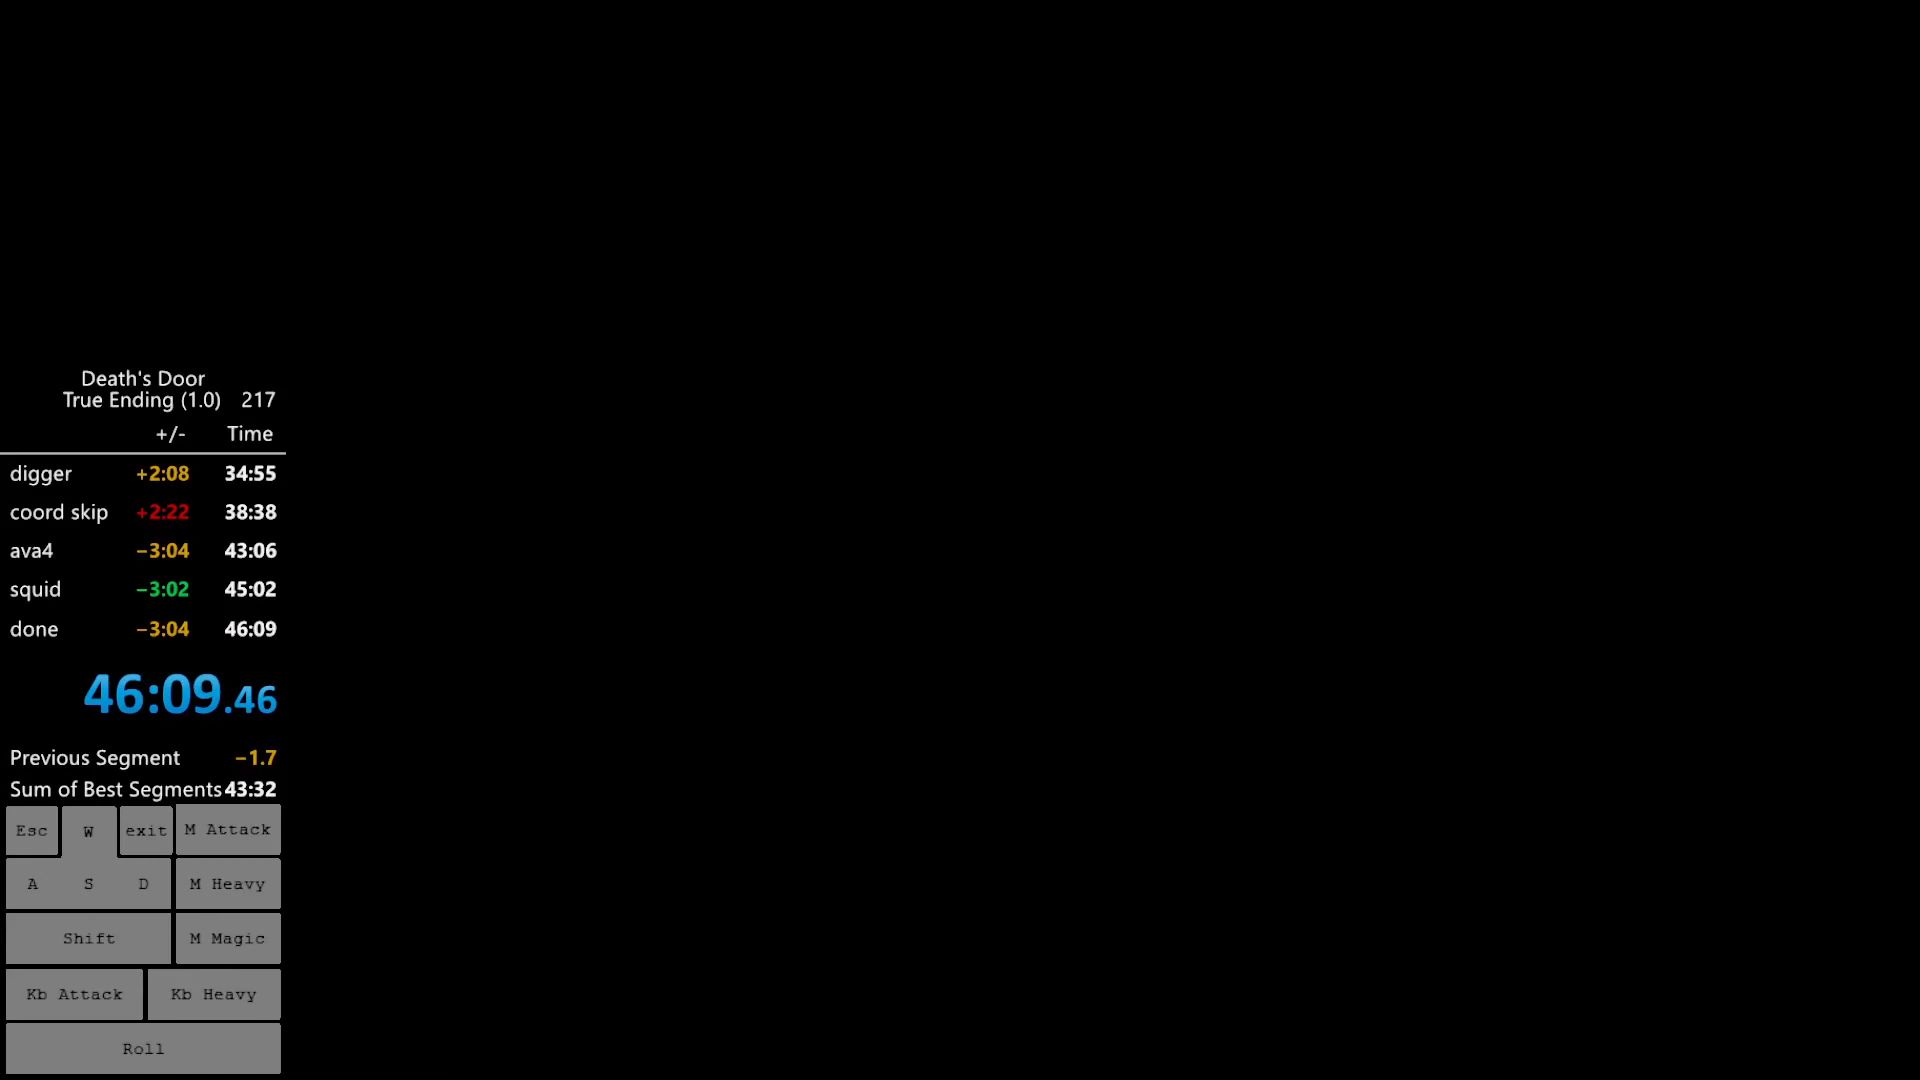 Death's Door
True Ending (1.0) 217
+/- Time
digger +2:08 34:55
coord skip +2:22 38:38
ava4 −3:04 43:06
squid −3:02 45:02
done −3:04 46:09
46:09.46
Previous Segment −1.7
Sum of Best Segments 43:32
Esc W exit M Attack
A S D M Heavy
Shift M Magic
Kb Attack Kb Heavy
Roll